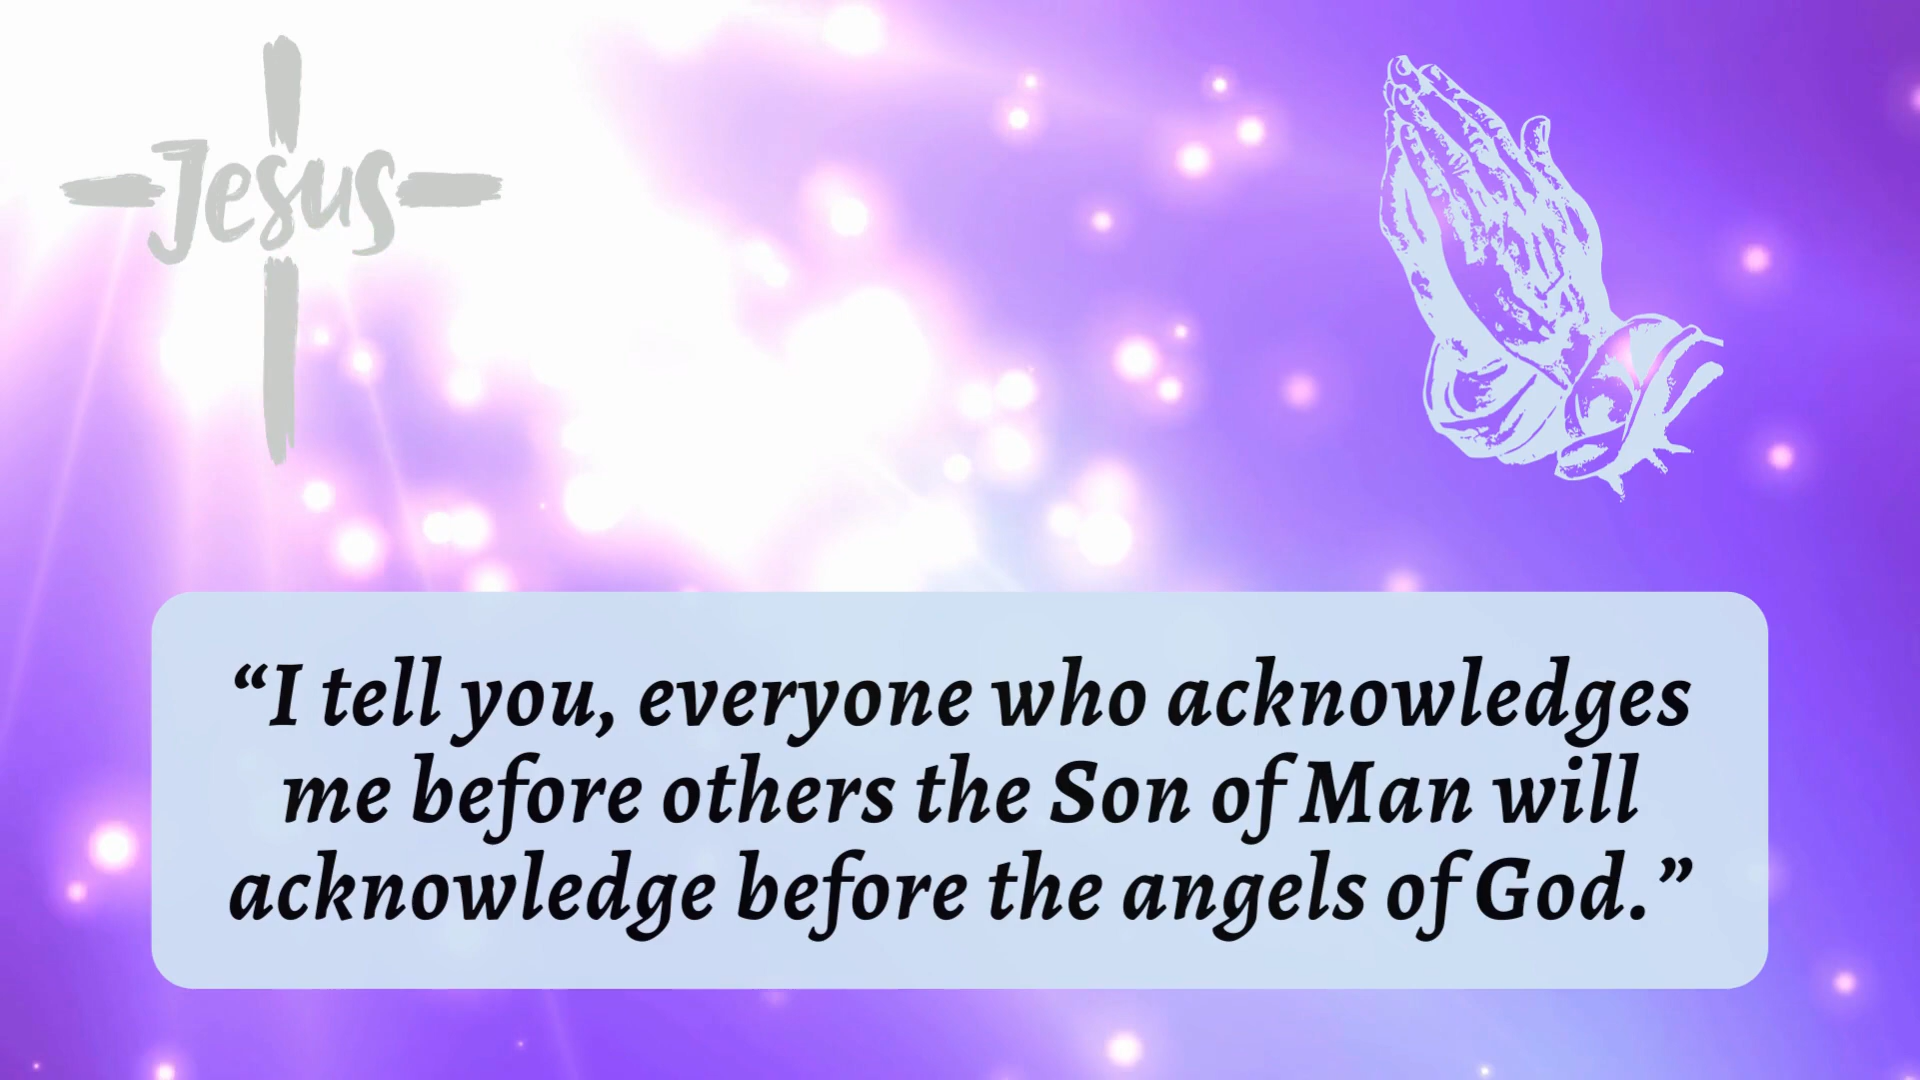 Jesus
“I tell you, everyone who acknowledges
me before others the Son of Man will
acknowledge before the angels of God.”